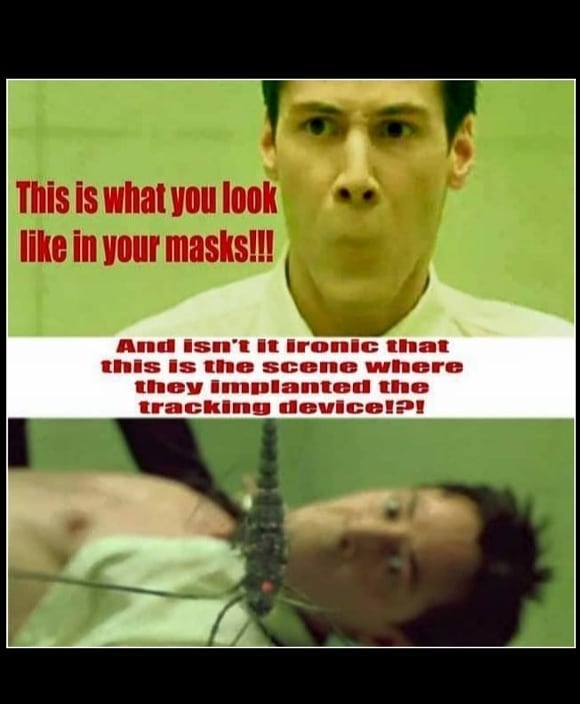 This is what you look
like in your masks!!!
And isn't it ironic that
this is the scene where
they implanted the
tracking device!?!